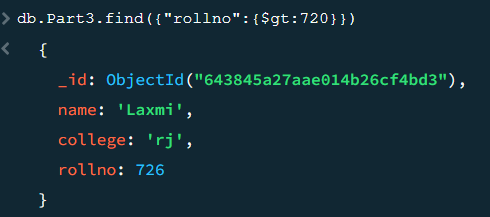 > db.Part3.find({"rollno":{$gt:720}})
< {
_id: ObjectId("643845a27aae014b26cf4bd3"),
name: 'Laxmi',
college: 'rj',
rollno: 726
}